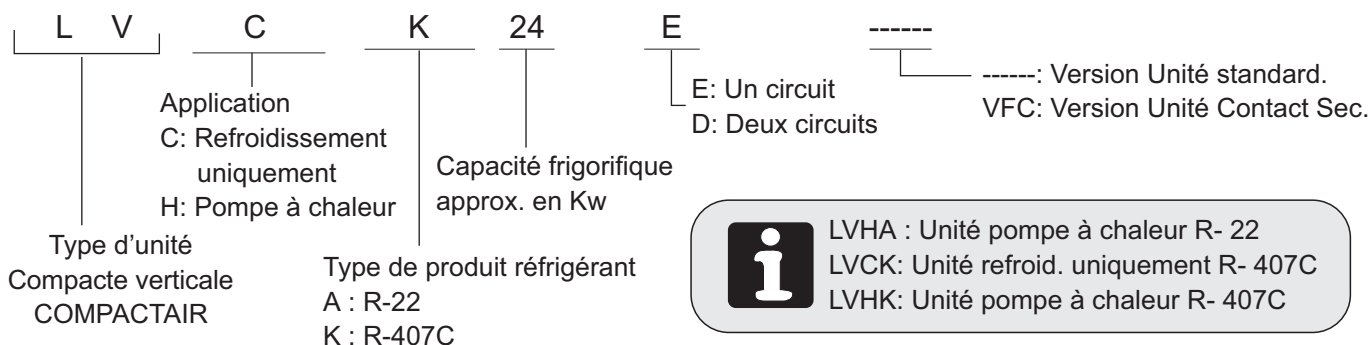 L V C K 24 E ------
Type d’unité
Compacte verticale
COMPACTAIR
Application
C: Refroidissement
uniquement
H: Pompe à chaleur
Type de produit réfrigérant
A : R-22
K : R-407C
Capacité frigorifique
approx. en Kw
E: Un circuit
D: Deux circuits
------: Version Unité standard.
VFC: Version Unité Contact Sec.
i
LVHA : Unité pompe à chaleur R- 22
LVCK: Unité refroid. uniquement R- 407C
LVHK: Unité pompe à chaleur R- 407C